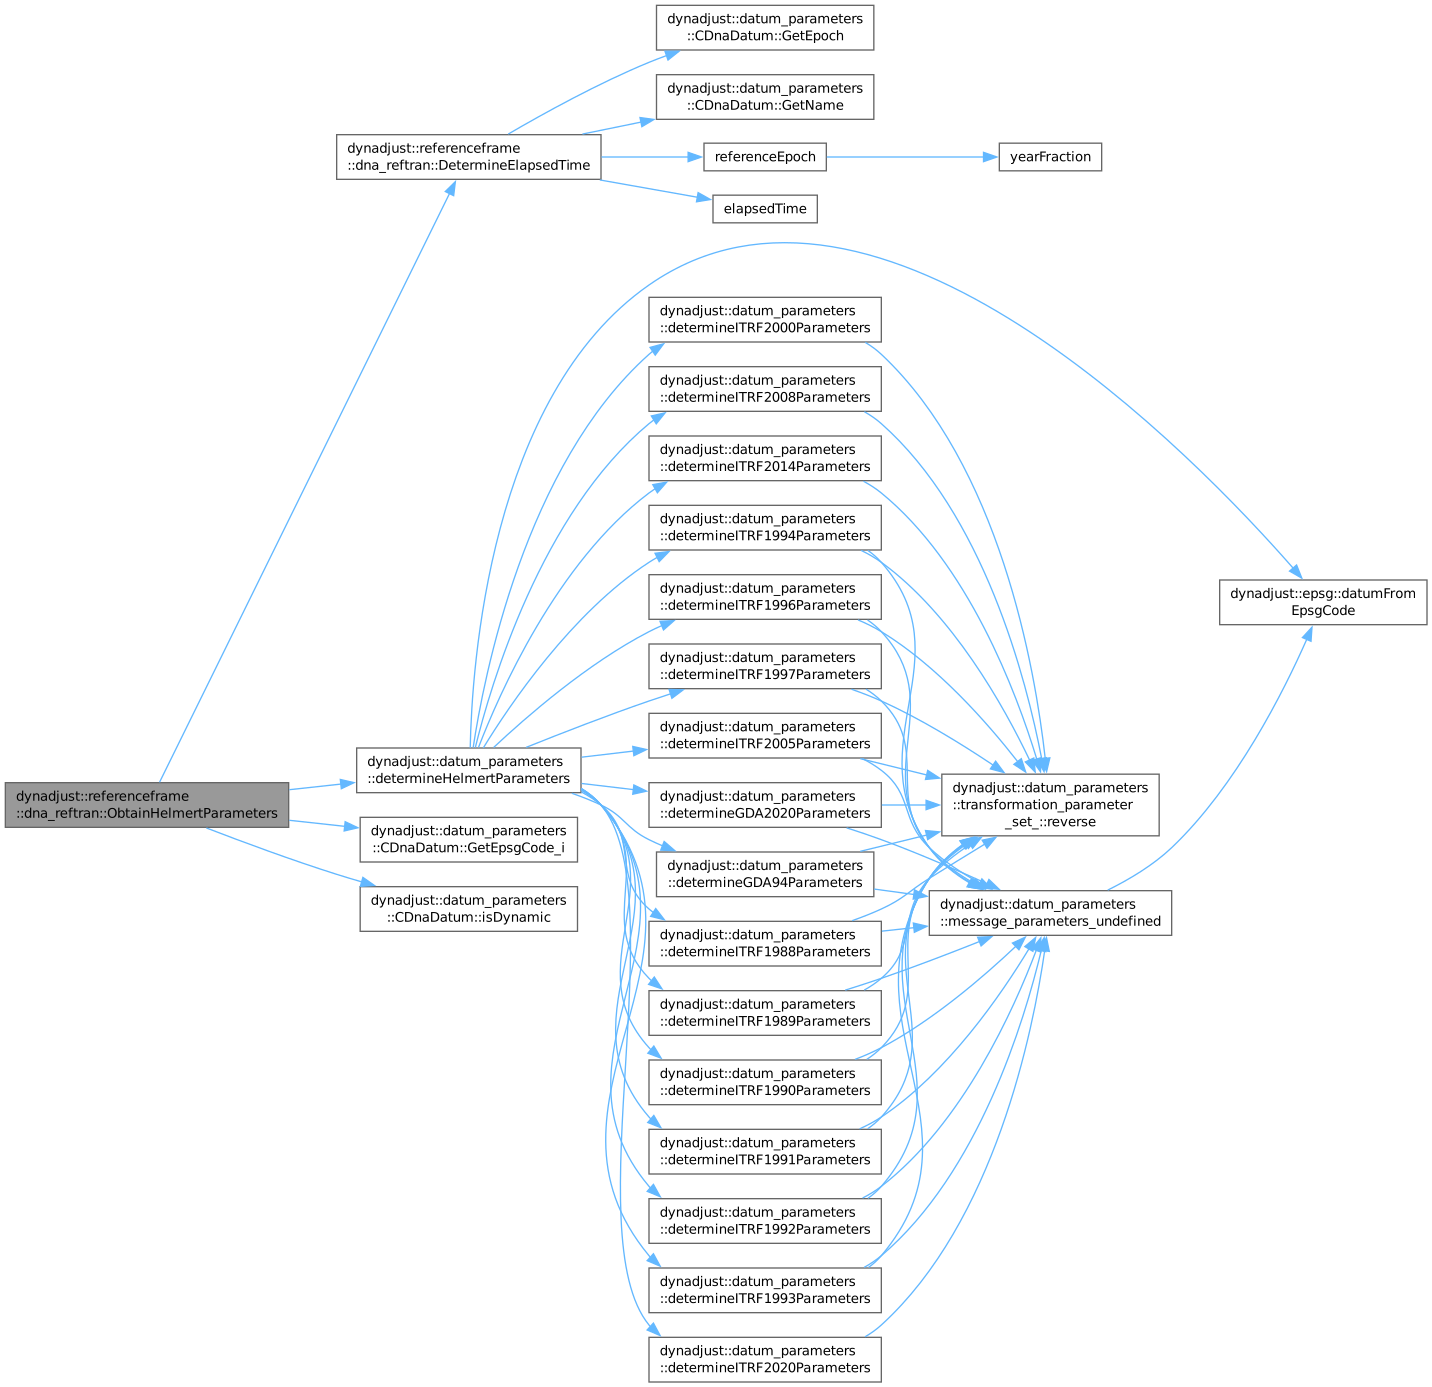 dynadjust::datum_parameters
::CDnaDatum::GetEpoch
dynadjust::datum_parameters
::CDnaDatum::GetName
dynadjust::referenceframe
::dna_reftran::DetermineElapsedTime
referenceEpoch
yearFraction
elapsedTime
dynadjust::datum_parameters
::determineITRF2000Parameters
dynadjust::datum_parameters
::determineITRF2008Parameters
dynadjust::datum_parameters
::determineITRF2014Parameters
dynadjust::datum_parameters
::determineITRF1994Parameters
dynadjust::datum_parameters
::determineITRF1996Parameters
dynadjust::epsg::datumFrom
EpsgCode
dynadjust::datum_parameters
::determineITRF1997Parameters
dynadjust::datum_parameters
::determineITRF2005Parameters
dynadjust::datum_parameters
::determineHelmertParameters
dynadjust::referenceframe
::dna_reftran::ObtainHelmertParameters
dynadjust::datum_parameters
::determineGDA2020Parameters
dynadjust::datum_parameters
::transformation_parameter
_set_::reverse
dynadjust::datum_parameters
::CDnaDatum::GetEpsgCode_i
dynadjust::datum_parameters
::determineGDA94Parameters
dynadjust::datum_parameters
::CDnaDatum::isDynamic
dynadjust::datum_parameters
::message_parameters_undefined
dynadjust::datum_parameters
::determineITRF1988Parameters
dynadjust::datum_parameters
::determineITRF1989Parameters
dynadjust::datum_parameters
::determineITRF1990Parameters
dynadjust::datum_parameters
::determineITRF1991Parameters
dynadjust::datum_parameters
::determineITRF1992Parameters
dynadjust::datum_parameters
::determineITRF1993Parameters
dynadjust::datum_parameters
::determineITRF2020Parameters